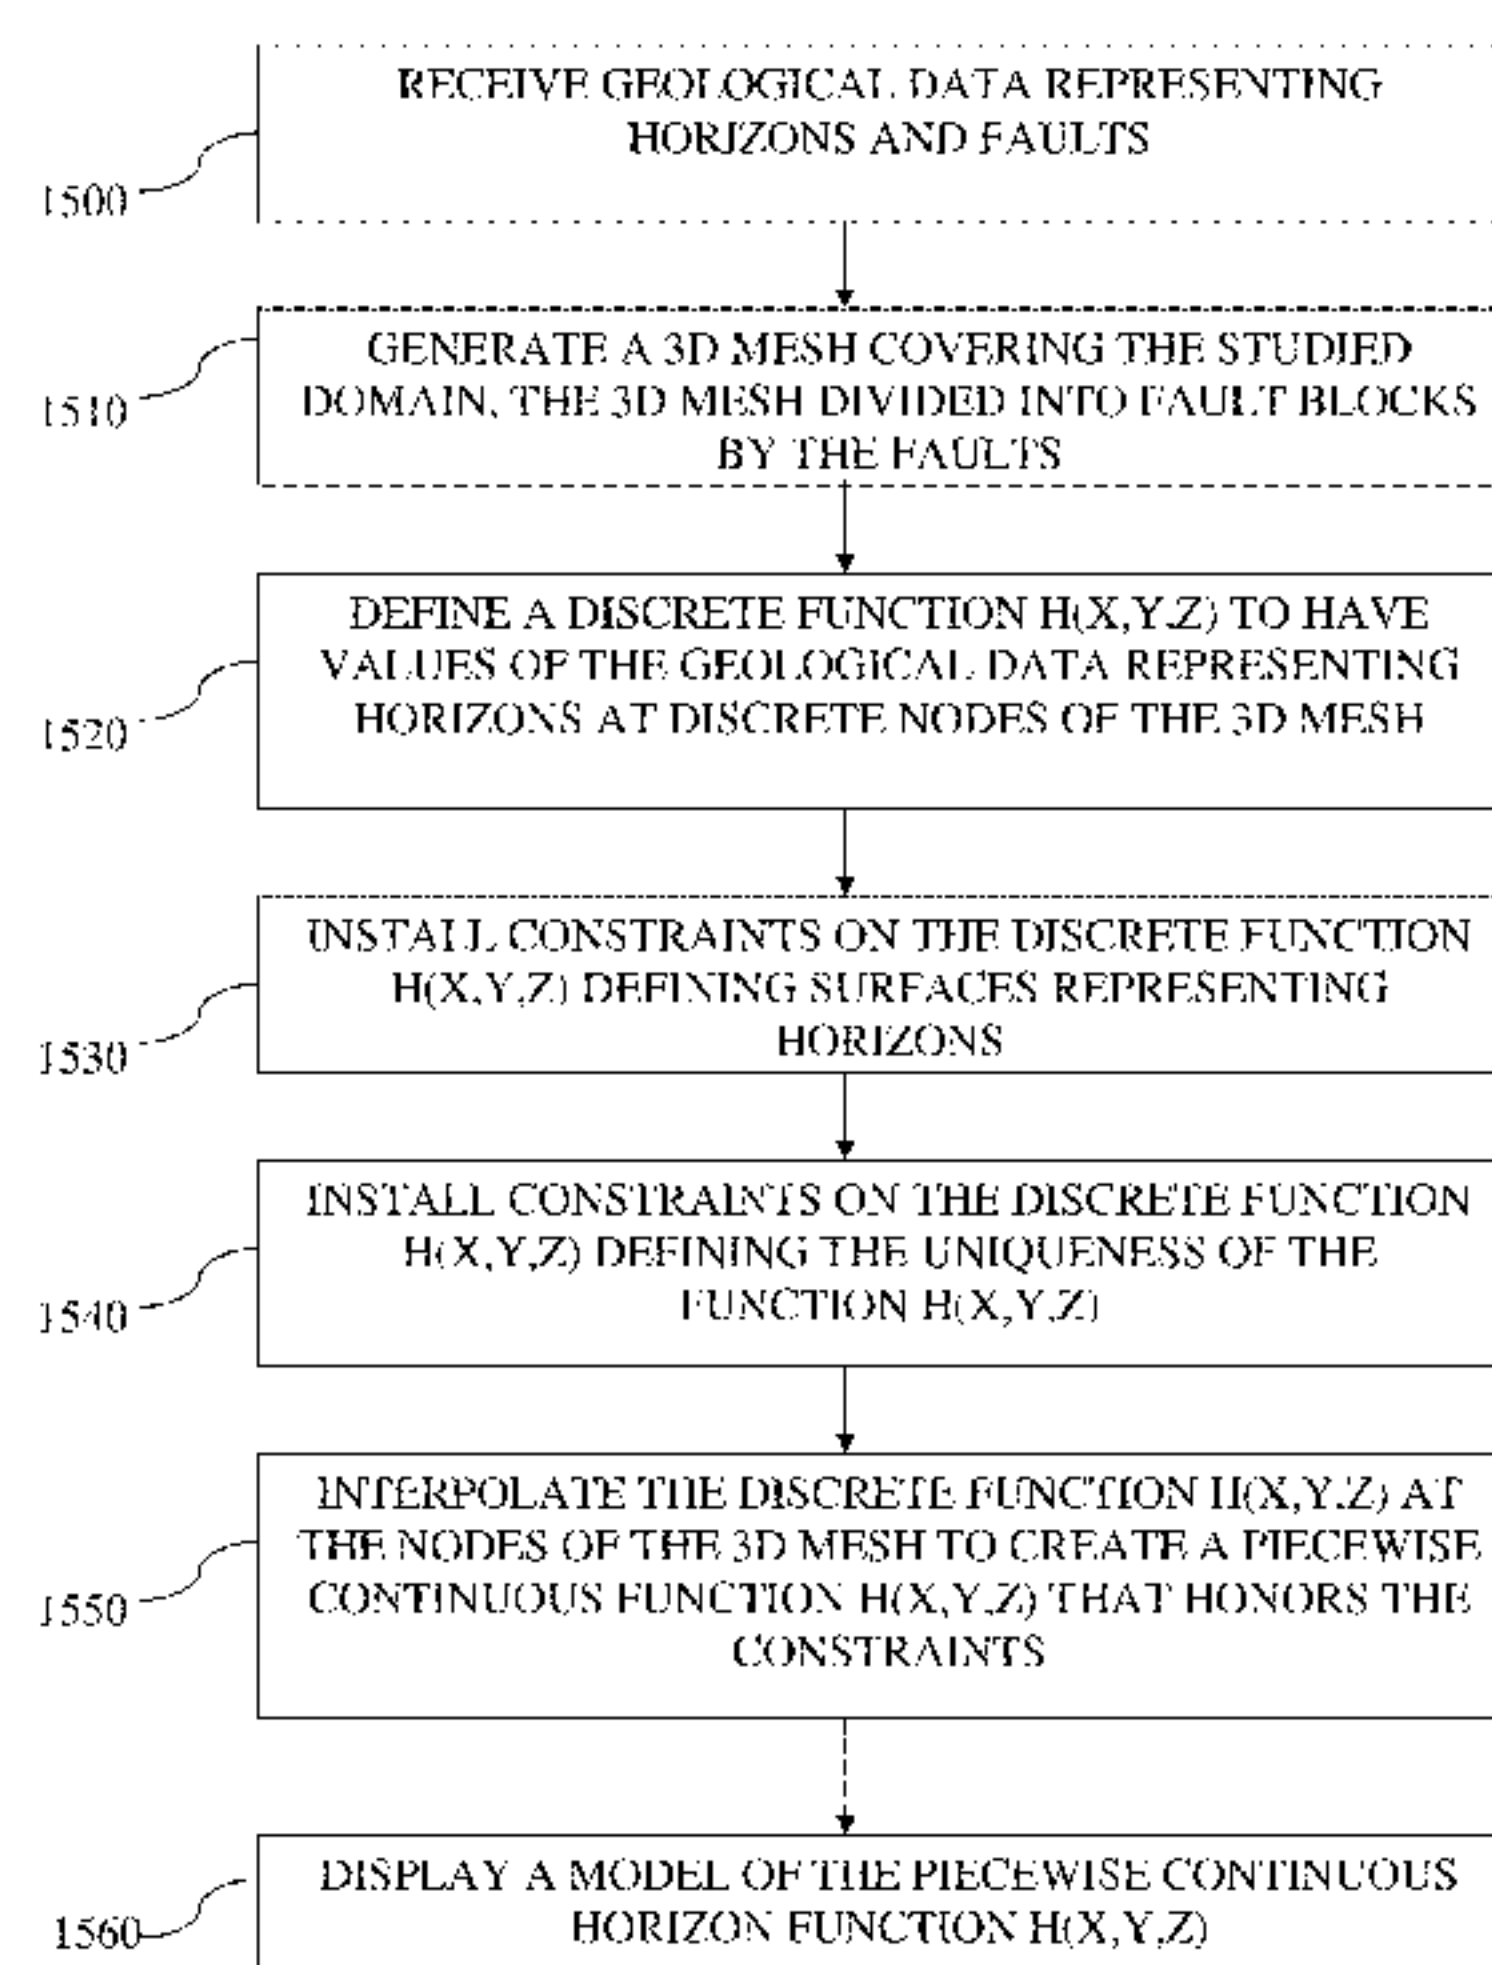 RECEIVE GEOLOGICAL DATA REPRESENTING
HORIZONS AND FAULTS
1500
GENERATE A 3D MESH COVERING THE STUDIED
DOMAIN, THE 3D MESH DIVIDED INTO FAULT BLOCKS
BY THE FAULTS
1510
DEFINE A DISCRETE FUNCTION H(X,Y,Z) TO HAVE
VALUES OF THE GEOLOGICAL DATA REPRESENTING
HORIZONS AT DISCRETE NODES OF THE 3D MESH
1520
INSTALL CONSTRAINTS ON THE DISCRETE FUNCTION
H(X,Y,Z) DEFINING SURFACES REPRESENTING
HORIZONS
1530
INSTALL CONSTRAINTS ON THE DISCRETE FUNCTION
H(X,Y,Z) DEFINING THE UNIQUENESS OF THE
FUNCTION H(X,Y,Z)
1540
INTERPOLATE THE DISCRETE FUNCTION H(X,Y,Z) AT
THE NODES OF THE 3D MESH TO CREATE A PIECEWISE
CONTINUOUS FUNCTION H(X,Y,Z) THAT HONORS THE
CONSTRAINTS
1550
DISPLAY A MODEL OF THE PIECEWISE CONTINUOUS
HORIZON FUNCTION H(X,Y,Z)
1560